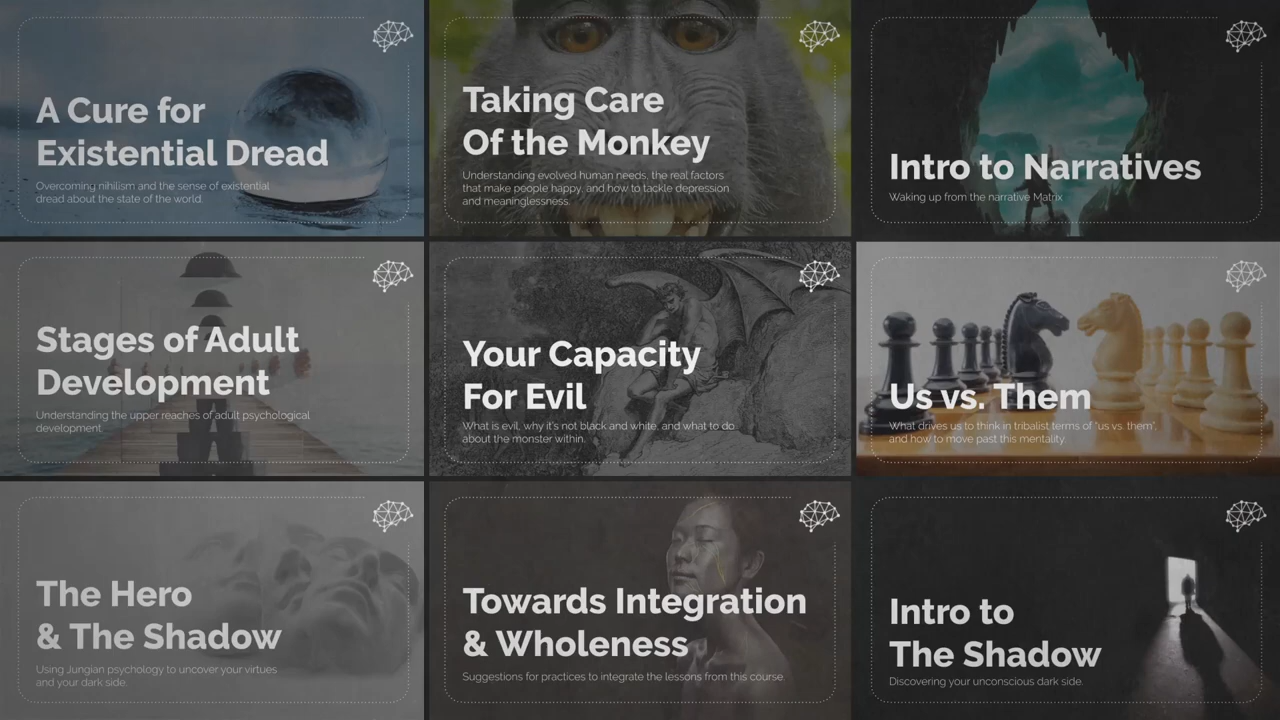 A Cure for
Existential Dread
Overcoming nihilism and the sense of existential
dread about the state of the world.
Taking Care
Of the Monkey
Understanding evolved human needs, the real factors
that make people happy, and how to tackle depression
and meaninglessness.
Intro to Narratives
Waking up from the narrative Matrix
Stages of Adult
Development
Understanding the upper reaches of adult psychological
development.
Your Capacity
For Evil
What is evil, why it's not black and white, and what to do
about the monster within.
Us vs. Them
What drives us to think in tribalist terms of "us vs. them",
and how to move past this mentality.
The Hero
& The Shadow
Using Jungian psychology to uncover your virtues
and your dark side.
Towards Integration
& Wholeness
Suggestions for practices to integrate the lessons from this course.
Intro to
The Shadow
Discovering your unconscious dark side.